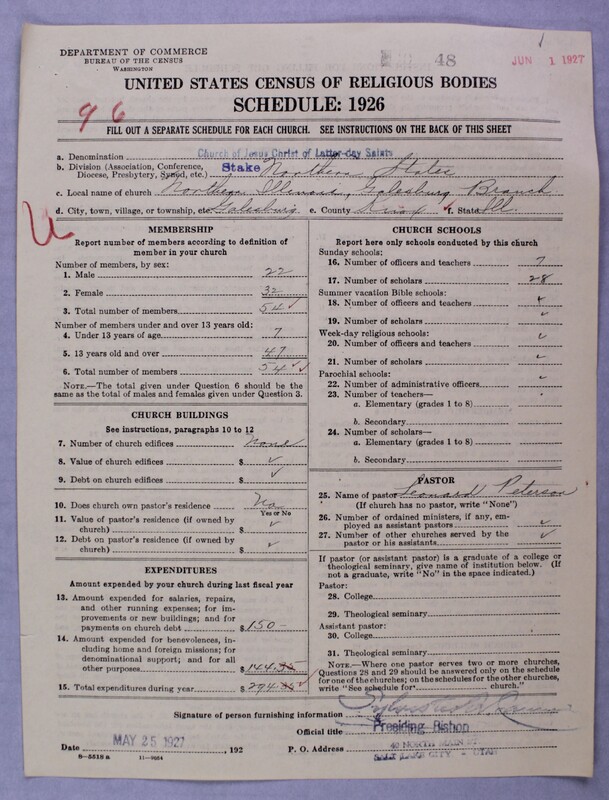 48
JUN 1 1927
DEPARTMENT OF COMMERCE
BUREAU OF THE CENSUS
WASHINGTON
UNITED STATES CENSUS OF RELIGIOUS BODIES
SCHEDULE: 1926
96
FILL OUT A SEPARATE SCHEDULE FOR EACH CHURCH. SEE INSTRUCTIONS ON THE BACK OF THIS SHEET
a. Denomination Church of Jesus Christ of Latter-day Saints
b. Division (Association, Conference, Diocese, Presbytery, Synod, etc.) Stake Northern States
c. Local name of church Northern Illinois, Galesburg Branch
d. City, town, village, or township, etc. Galesburg e. County Knox f. State Ill
MEMBERSHIP
Report number of members according to definition of
member in your church
Number of members, by sex:
1. Male 22
2. Female 32
3. Total number of members 54 ✓
Number of members under and over 13 years old:
4. Under 13 years of age 7
5. 13 years old and over 47
6. Total number of members 54 ✓✓
NOTE.—The total given under Question 6 should be the
same as the total of males and females given under Question 3.
CHURCH BUILDINGS
See instructions, paragraphs 10 to 12
7. Number of church edifices None
8. Value of church edifices $ ✓
9. Debt on church edifices $ ✓
10. Does church own pastor's residence No
Yes or No
11. Value of pastor's residence (if owned by
church) $ ✓
12. Debt on pastor's residence (if owned by
church) $ ✓
EXPENDITURES
Amount expended by your church during last fiscal year
13. Amount expended for salaries, repairs,
and other running expenses; for im-
provements or new buildings; and for
payments on church debt $ 150 –
14. Amount expended for benevolences, in-
cluding home and foreign missions; for
denominational support; and for all
other purposes $ 144.
15. Total expenditures during year $ 294. ✓
CHURCH SCHOOLS
Report here only schools conducted by this church
Sunday schools:
16. Number of officers and teachers 7
17. Number of scholars 28
Summer vacation Bible schools:
18. Number of officers and teachers ✓
19. Number of scholars ✓
Week-day religious schools:
20. Number of officers and teachers ✓
21. Number of scholars ✓
Parochial schools:
22. Number of administrative officers ✓
23. Number of teachers—
a. Elementary (grades 1 to 8)
b. Secondary
24. Number of scholars—
a. Elementary (grades 1 to 8)
b. Secondary
PASTOR
25. Name of pastor Leonard Peterson
(If church has no pastor, write "None")
26. Number of ordained ministers, if any, em-
ployed as assistant pastors ✓
27. Number of other churches served by the
pastor or his assistants ✓
If pastor (or assistant pastor) is a graduate of a college or
theological seminary, give name of institution below. (If
not a graduate, write "No" in the space indicated.)
Pastor:
28. College
29. Theological seminary
Assistant pastor:
30. College
31. Theological seminary
NOTE.—Where one pastor serves two or more churches,
Questions 28 and 29 should be answered only on the schedule
for one of the churches; on the schedules for the other churches,
write "See schedule for church."
Signature of person furnishing information
Official title Presiding Bishop
Date MAY 25 1927, 192 P. O. Address 40 NORTH MAIN ST
SALT LAKE CITY - UTAH
8-5518 a 11-9054